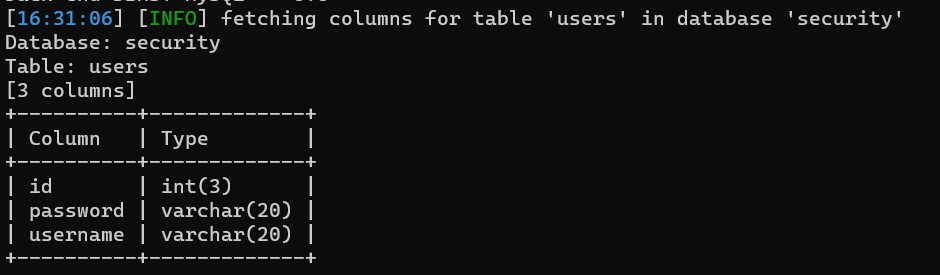 [16:31:06] [INFO] fetching columns for table 'users' in database 'security'
Database: security
Table: users
[3 columns]
+----------+-------------+
| Column   | Type        |
+----------+-------------+
| id       | int(3)      |
| password | varchar(20) |
| username | varchar(20) |
+----------+-------------+